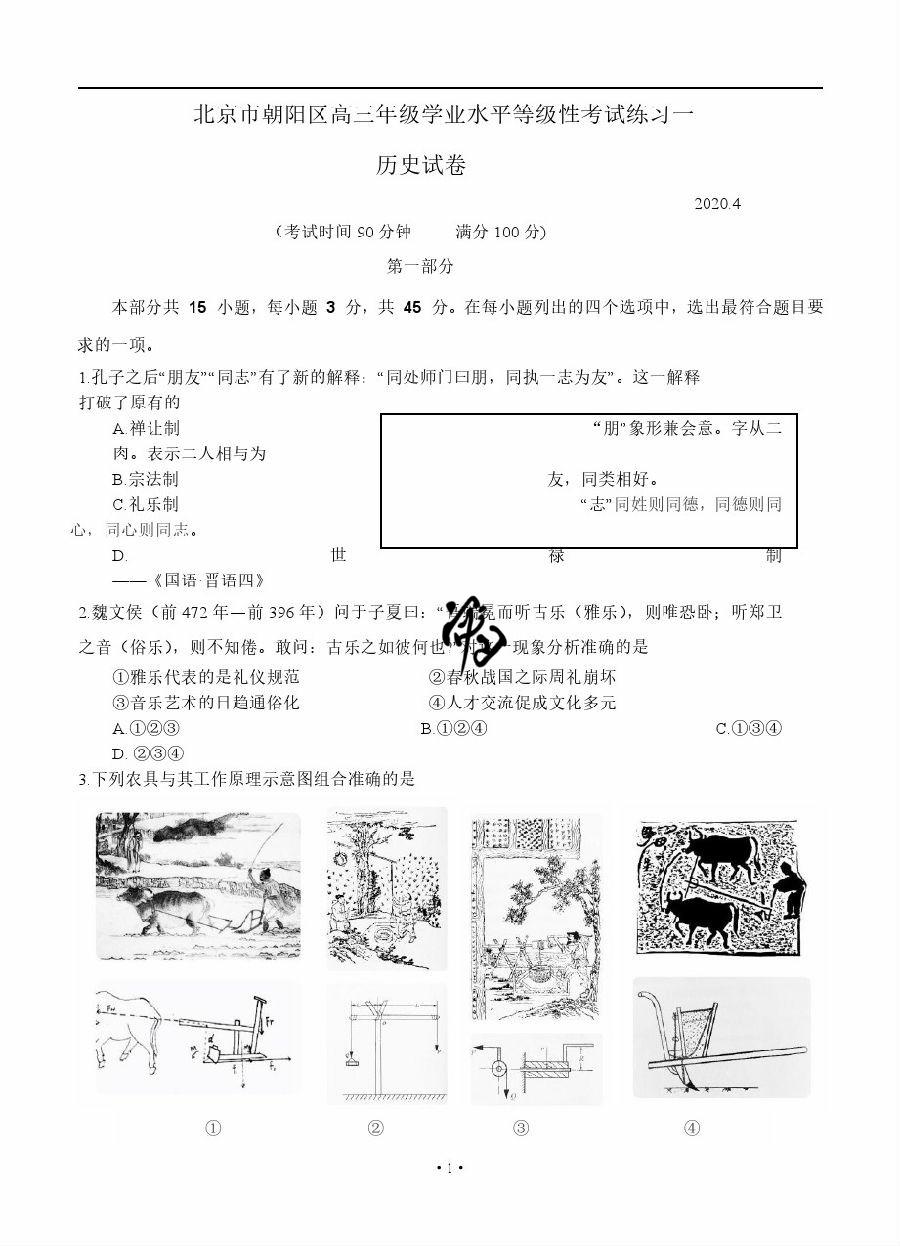 北京市朝阳区高三年级学业水平等级性考试练习一
历史试卷
2020.4
（考试时间 90 分钟 满分 100 分)
第一部分
本部分共 15 小题，每小题 3 分，共 45 分。在每小题列出的四个选项中，选出最符合题目要
求的一项。
1.孔子之后“朋友”“同志”有了新的解释：“同处师门曰朋，同执一志为友”。这一解释
打破了原有的
A.禅让制 “朋”象形兼会意。字从二
肉。表示二人相与为
B.宗法制 友，同类相好。
C.礼乐制 “志”同姓则同德，同德则同
心，同心则同志。
D. 世 禄 制
——《国语·晋语四》
2.魏文侯（前 472 年—前 396 年）问于子夏曰：“冕而听古乐（雅乐），则唯恐卧；听郑卫
之音（俗乐），则不知倦。敢问：古乐之如彼何也 现象分析准确的是
①雅乐代表的是礼仪规范 ②春秋战国之际周礼崩坏
③音乐艺术的日趋通俗化 ④人才交流促成文化多元
A.①②③ B.①②④ C.①③④
D. ②③④
3.下列农具与其工作原理示意图组合准确的是
① ② ③ ④
·1·